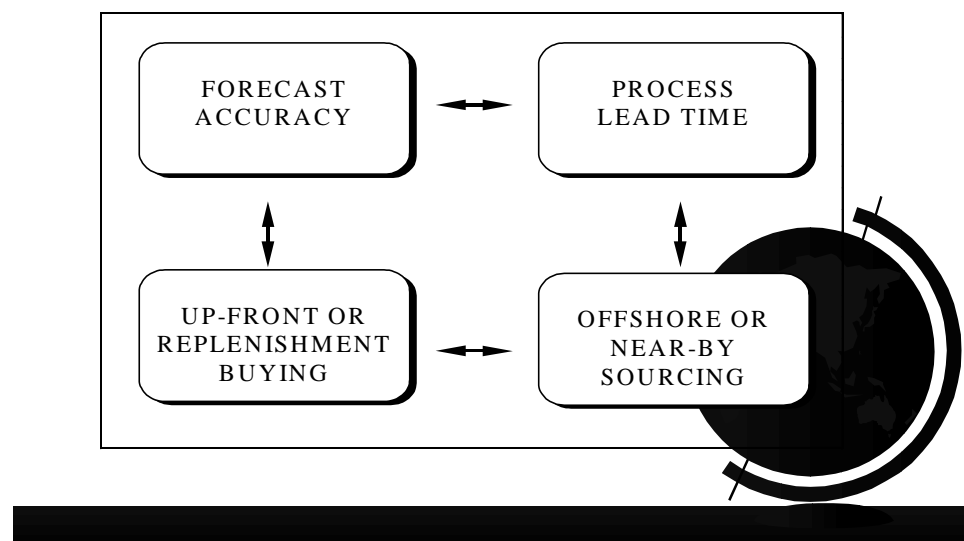 FORECAST
ACCURACY
PROCESS
LEAD TIME
UP-FRONT OR
REPLENISHMENT
BUYING
OFFSHORE OR
NEAR-BY
SOURCING